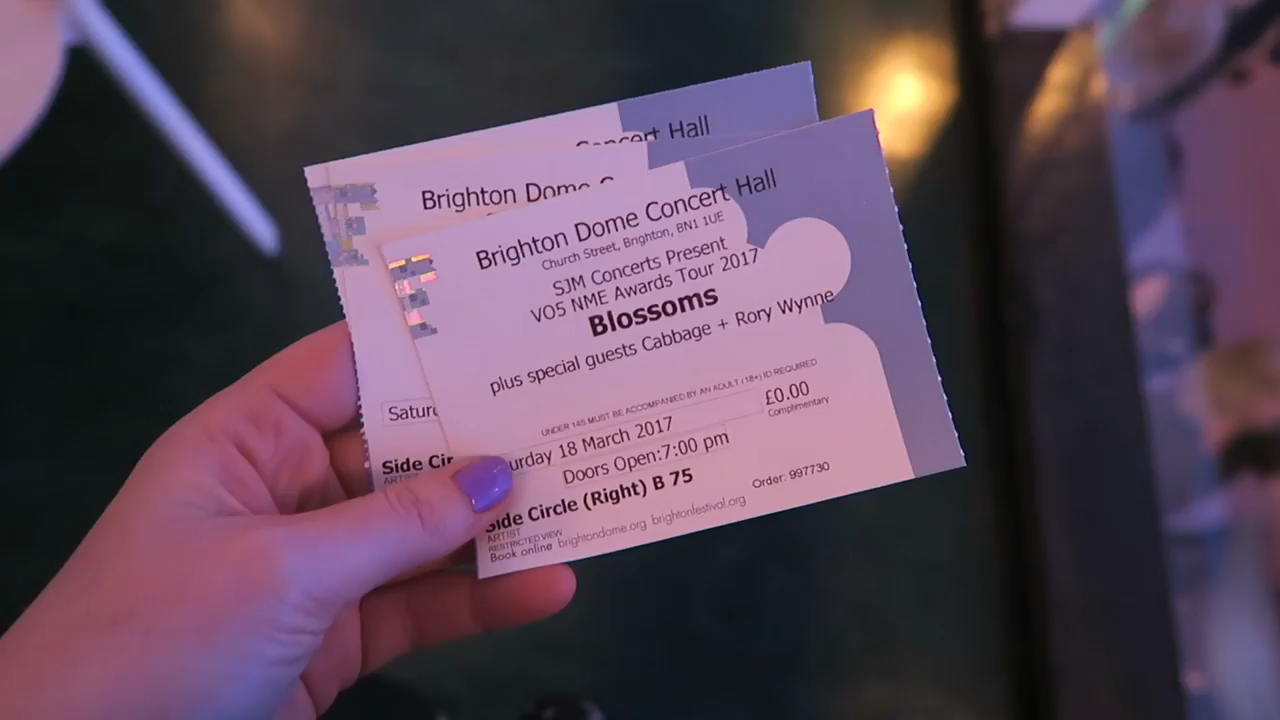 Concert Hall
Brighton Dome C
Brighton Dome Concert Hall
Church Street, Brighton, BN1 1UE
SJM Concerts Present
VO5 NME Awards Tour 2017
Blossoms
plus special guests Cabbage + Rory Wynne
UNDER 14S MUST BE ACCOMPANIED BY AN ADULT (18+) ID REQUIRED
£0.00
Complimentary
Satur
urday 18 March 2017
Doors Open:7:00 pm
Side Cir
ARTIST
Side Circle (Right) B 75
Order: 997730
ARTIST
RESTRICTED VIEW
Book online brightondome.org brightonfestival.org